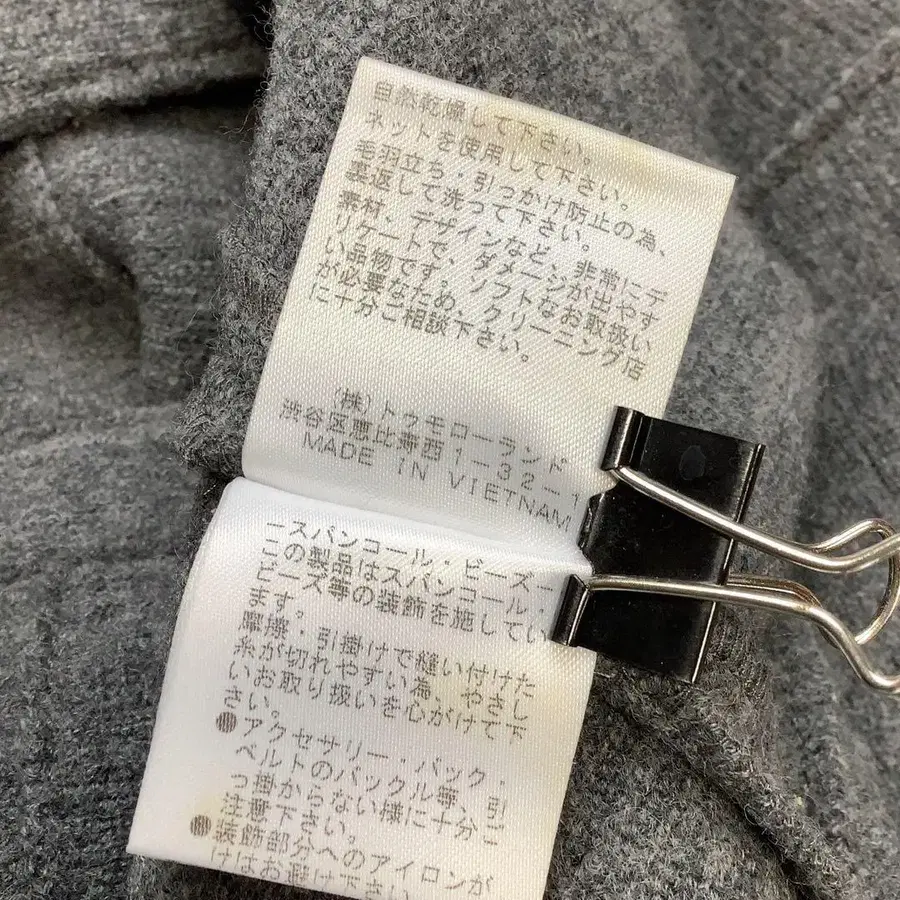 自然乾燥して下さい。
ネットを使用して下さい。
毛羽立ち・引っかけ防止の為、
裏返して洗って下さい。
素材、デザインなど、非常にデ
リケートで、ダメージが出やす
い品物です。ソフトなお取扱い
が必要なため、クリーニング店
に十分ご相談下さい。
(株)トゥモローランド
渋谷区恵比寿西1-32-1
MADE IN VIETNAM
ースパンコール・ビーズー
この製品はスパンコール・
ビーズ等の装飾を施してい
ます。
摩擦・引掛けで縫い付けた
糸が切れやすい為、やさし
いお取り扱いを心がけて下
さい。
●アクセサリー・バック・
ベルトのバックル等、引
っ掛からない様に十分ご
注意下さい。
●装飾部分へのアイロンが
けはお避け下さい